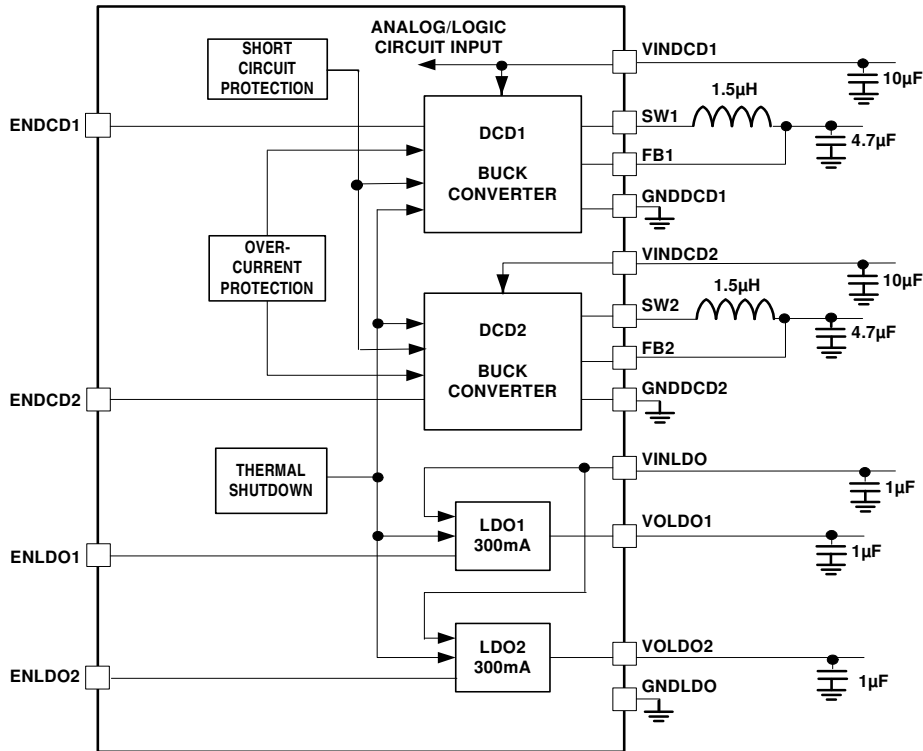 ANALOG/LOGIC
CIRCUIT INPUT
SHORT
CIRCUIT
PROTECTION
VINDCD1
10µF
1.5µH
ENDCD1
SW1
4.7µF
DCD1
BUCK
CONVERTER
FB1
GNDDCD1
OVER-
CURRENT
PROTECTION
VINDCD2
10µF
1.5µH
SW2
4.7µF
DCD2
BUCK
CONVERTER
FB2
ENDCD2
GNDDCD2
THERMAL
SHUTDOWN
VINLDO
1µF
LDO1
300mA
VOLDO1
1µF
ENLDO1
LDO2
300mA
VOLDO2
1µF
ENLDO2
GNDLDO